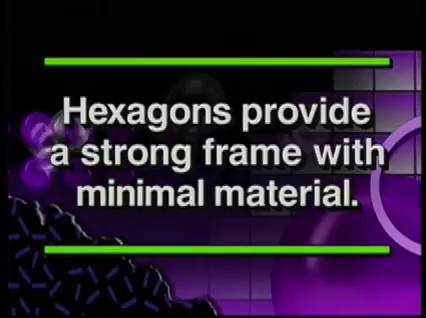 Hexagons provide
a strong frame with
minimal material.